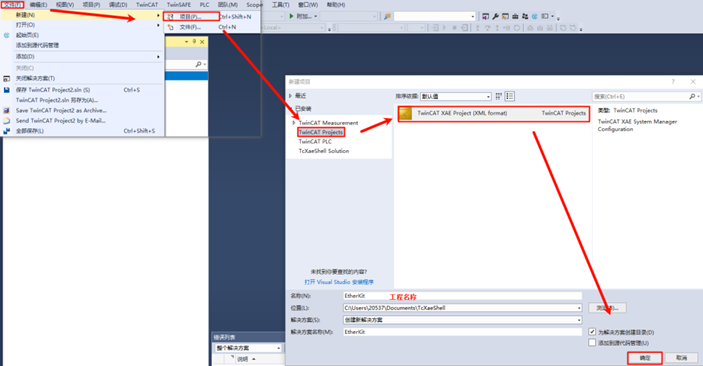 文件(F) 编辑(E) 视图(V) 项目(P) 调试(D) TwinCAT TwinSAFE PLC 团队(M) Scope 工具(T) 窗口(W) 帮助(H)
新建(N)
打开(O)
起始页(E)
添加到源代码管理
添加(D)
关闭(C)
关闭解决方案(T)
保存 TwinCAT Project2.sln (S) Ctrl+S
TwinCAT Project2.sln 另存为(A)...
Save TwinCAT Project2 as Archive...
Send TwinCAT Project2 by E-Mail...
全部保存(L) Ctrl+Shift+S
项目(P)... Ctrl+Shift+N
文件(F)... Ctrl+N
附加...
新建项目
最近
已安装
TwinCAT Measurement
TwinCAT Projects
TwinCAT PLC
TcXaeShell Solution
未找到你要查找的内容?
打开 Visual Studio 安装程序
排序依据: 默认值
TwinCAT XAE Project (XML format) TwinCAT Projects
搜索(Ctrl+E)
类型: TwinCAT Projects
TwinCAT XAE System Manager
Configuration
名称(N): EtherKit
工程名称
位置(L): C:\Users\20537\Documents\TcXaeShell
解决方案(S): 创建新解决方案
解决方案名称(M): EtherKit
为解决方案创建目录(D)
添加到源代码管理(U)
确定 取消
错误列表
整个解决方案
说明